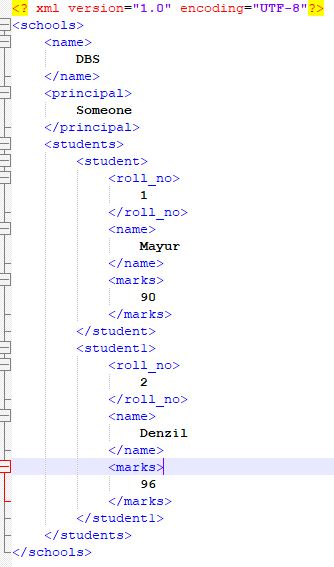 <? xml version="1.0" encoding="UTF-8"?>
<schools>
<name>
DBS
</name>
<principal>
Someone
</principal>
<students>
<student>
<roll_no>
1
</roll_no>
<name>
Mayur
</name>
<marks>
90
</marks>
</student>
<student1>
<roll_no>
2
</roll_no>
<name>
Denzil
</name>
<marks>
96
</marks>
</student1>
</students>
</schools>